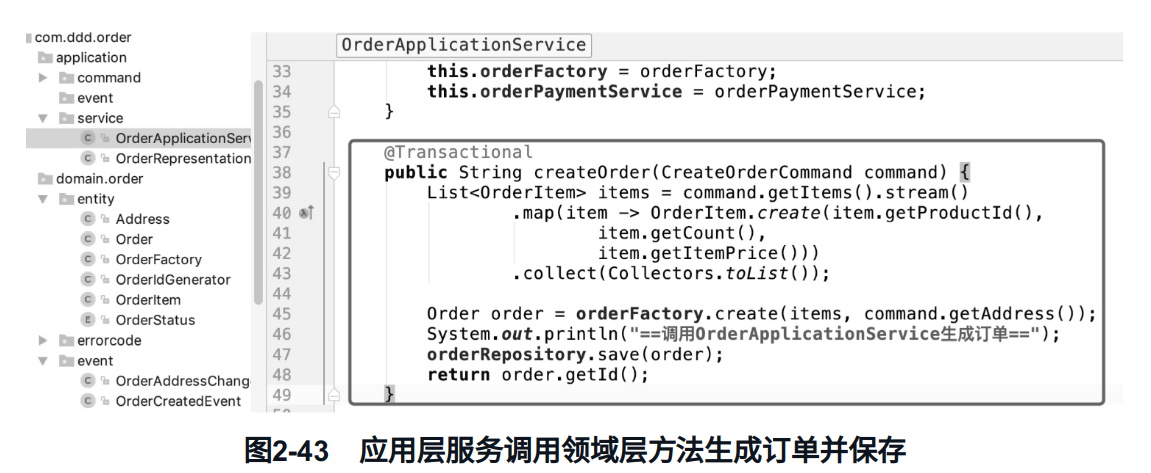 com.ddd.order
application
command
event
service
OrderApplicationServ
OrderRepresentation
domain.order
entity
Address
Order
OrderFactory
OrderIdGenerator
OrderItem
OrderStatus
errorcode
event
OrderAddressChang
OrderCreatedEvent
OrderApplicationService
33 this.orderFactory = orderFactory;
34 this.orderPaymentService = orderPaymentService;
35 }
36
37 @Transactional
38 public String createOrder(CreateOrderCommand command) {
39 List<OrderItem> items = command.getItems().stream()
40 .map(item -> OrderItem.create(item.getProductId(),
41 item.getCount(),
42 item.getItemPrice()))
43 .collect(Collectors.toList());
44
45 Order order = orderFactory.create(items, command.getAddress());
46 System.out.println("==调用OrderApplicationService生成订单==");
47 orderRepository.save(order);
48 return order.getId();
49 }
图2-43 应用层服务调用领域层方法生成订单并保存